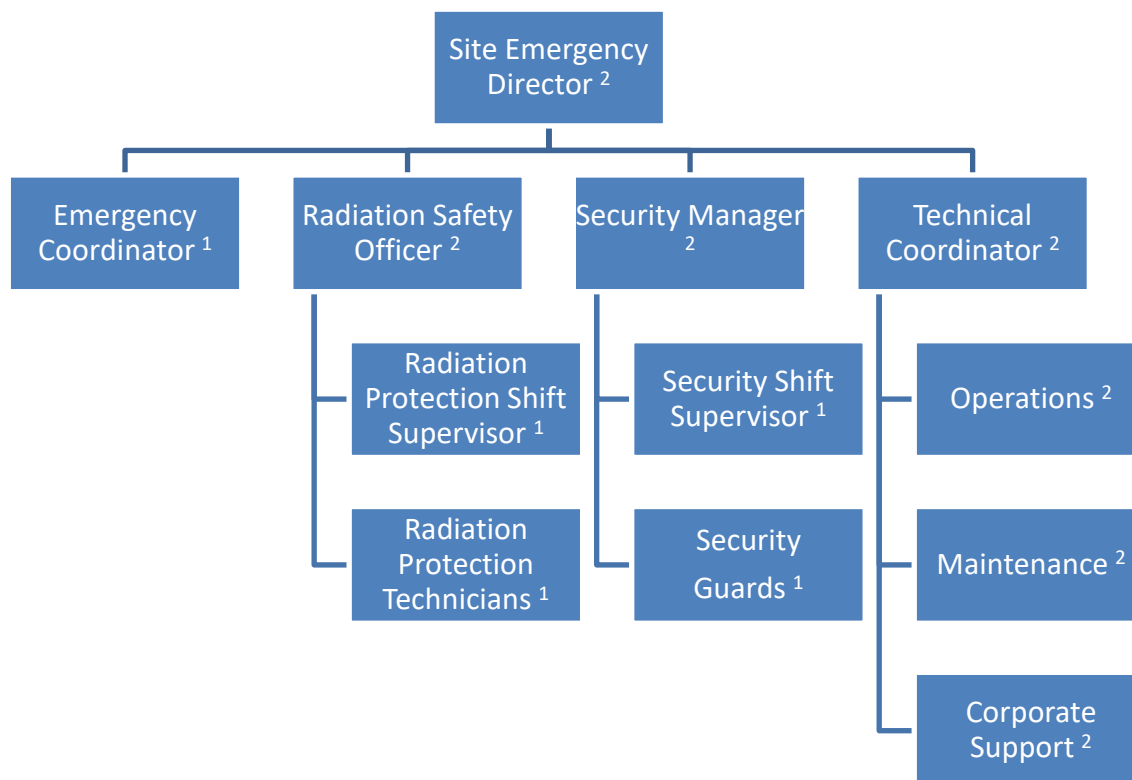 Site Emergency
Director ²
Emergency
Coordinator ¹
Radiation Safety
Officer ²
Security Manager
²
Technical
Coordinator ²
Radiation
Protection Shift
Supervisor ¹
Security Shift
Supervisor ¹
Operations ²
Radiation
Protection
Technicians ¹
Security
Guards ¹
Maintenance ²
Corporate
Support ²